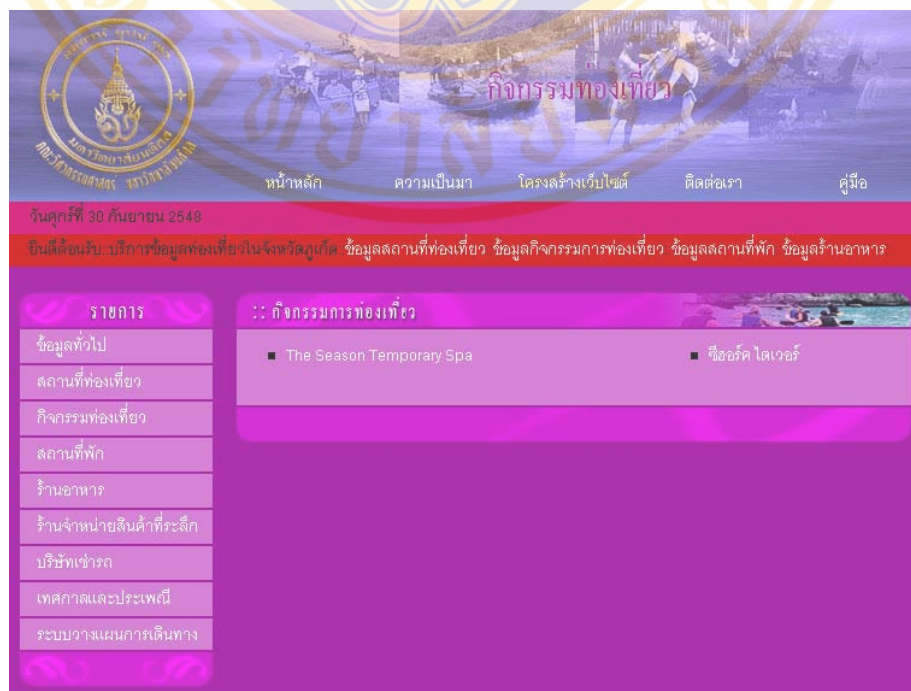 กิจกรรมท่องเที่ยว
หน้าหลัก ความเป็นมา โครงสร้างเว็บไซต์ ติดต่อเรา คู่มือ
วันศุกร์ที่ 30 กันยายน 2548
ยินดีต้อนรับ::บริการข้อมูลท่องเที่ยวในจังหวัดภูเก็ต ข้อมูลสถานที่ท่องเที่ยว ข้อมูลกิจกรรมการท่องเที่ยว ข้อมูลสถานที่พัก ข้อมูลร้านอาหาร
รายการ
ข้อมูลทั่วไป
สถานที่ท่องเที่ยว
กิจกรรมท่องเที่ยว
สถานที่พัก
ร้านอาหาร
ร้านจำหน่ายสินค้าที่ระลึก
บริษัทเช่ารถ
เทศกาลและประเพณี
ระบบวางแผนการเดินทาง
:: กิจกรรมการท่องเที่ยว
The Season Temporary Spa
ซีฮอร์ค ไดเวอร์